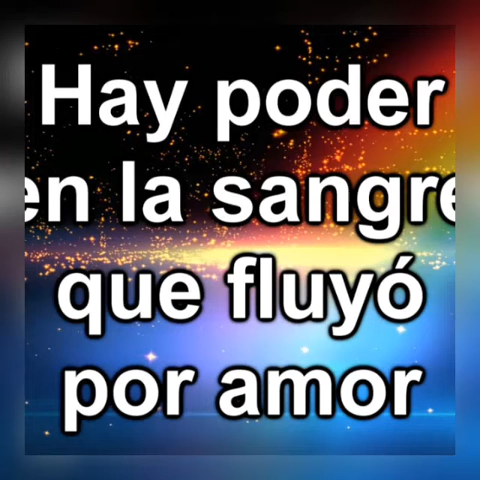 Hay poder
en la sangre
que fluyó
por amor